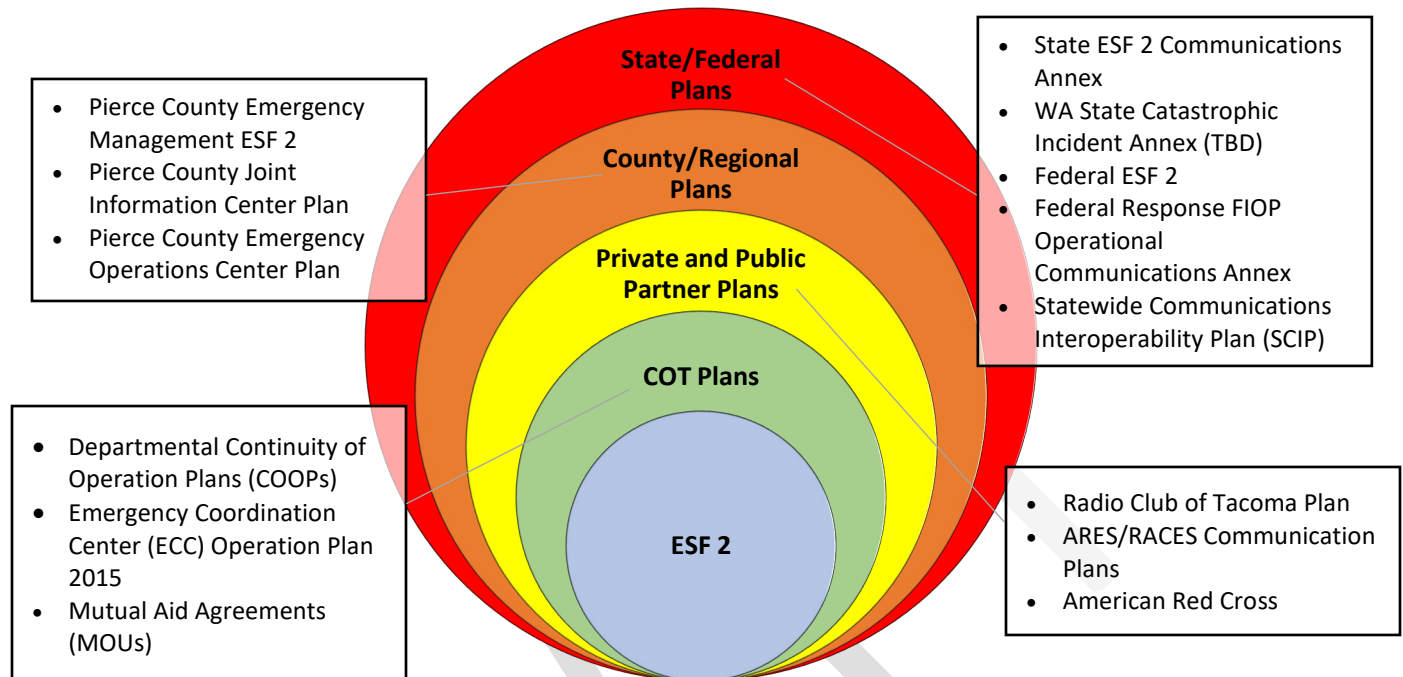 State/Federal
Plans
County/Regional
Plans
Private and Public
Partner Plans
COT Plans
ESF 2
• Pierce County Emergency
Management ESF 2
• Pierce County Joint
Information Center Plan
• Pierce County Emergency
Operations Center Plan
• State ESF 2 Communications
Annex
• WA State Catastrophic
Incident Annex (TBD)
• Federal ESF 2
• Federal Response FIOP
Operational
Communications Annex
• Statewide Communications
Interoperability Plan (SCIP)
• Departmental Continuity of
Operation Plans (COOPs)
• Emergency Coordination
Center (ECC) Operation Plan
2015
• Mutual Aid Agreements
(MOUs)
• Radio Club of Tacoma Plan
• ARES/RACES Communication
Plans
• American Red Cross